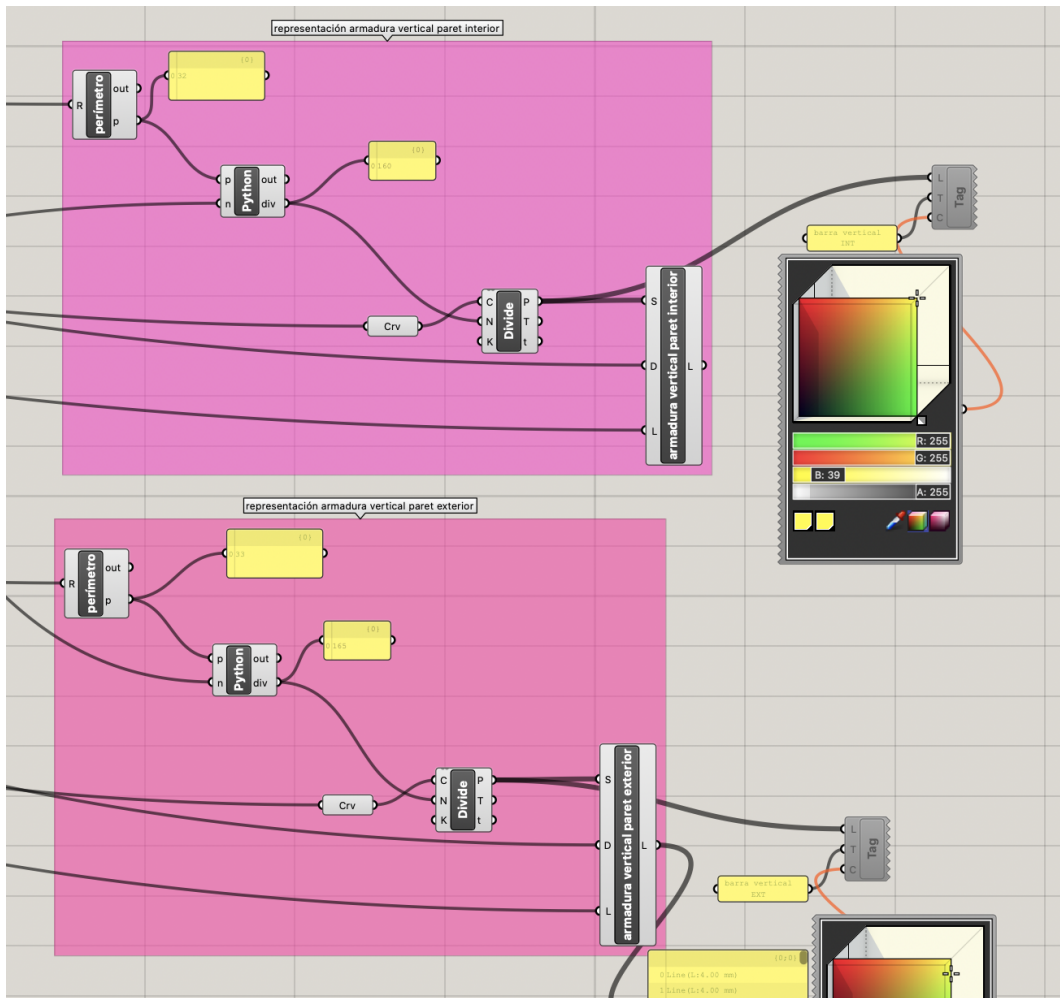 representación armadura vertical paret interior
{0}
0 32
perímetro
R
out
p
{0}
0 160
Python
p
n
out
div
L
T
C
Tag
barra vertical
INT
Crv
Divide
C
N
K
P
T
t
armadura vertical paret interior
S
D
L
L
R: 255
G: 255
B: 39
A: 255
representación armadura vertical paret exterior
{0}
0 33
perímetro
R
out
p
{0}
0 165
Python
p
n
out
div
Crv
Divide
C
N
K
P
T
t
armadura vertical paret exterior
S
D
L
L
L
T
C
Tag
barra vertical
EXT
{0;0}
0 Line(L:4.00 mm)
1 Line(L:4.00 mm)